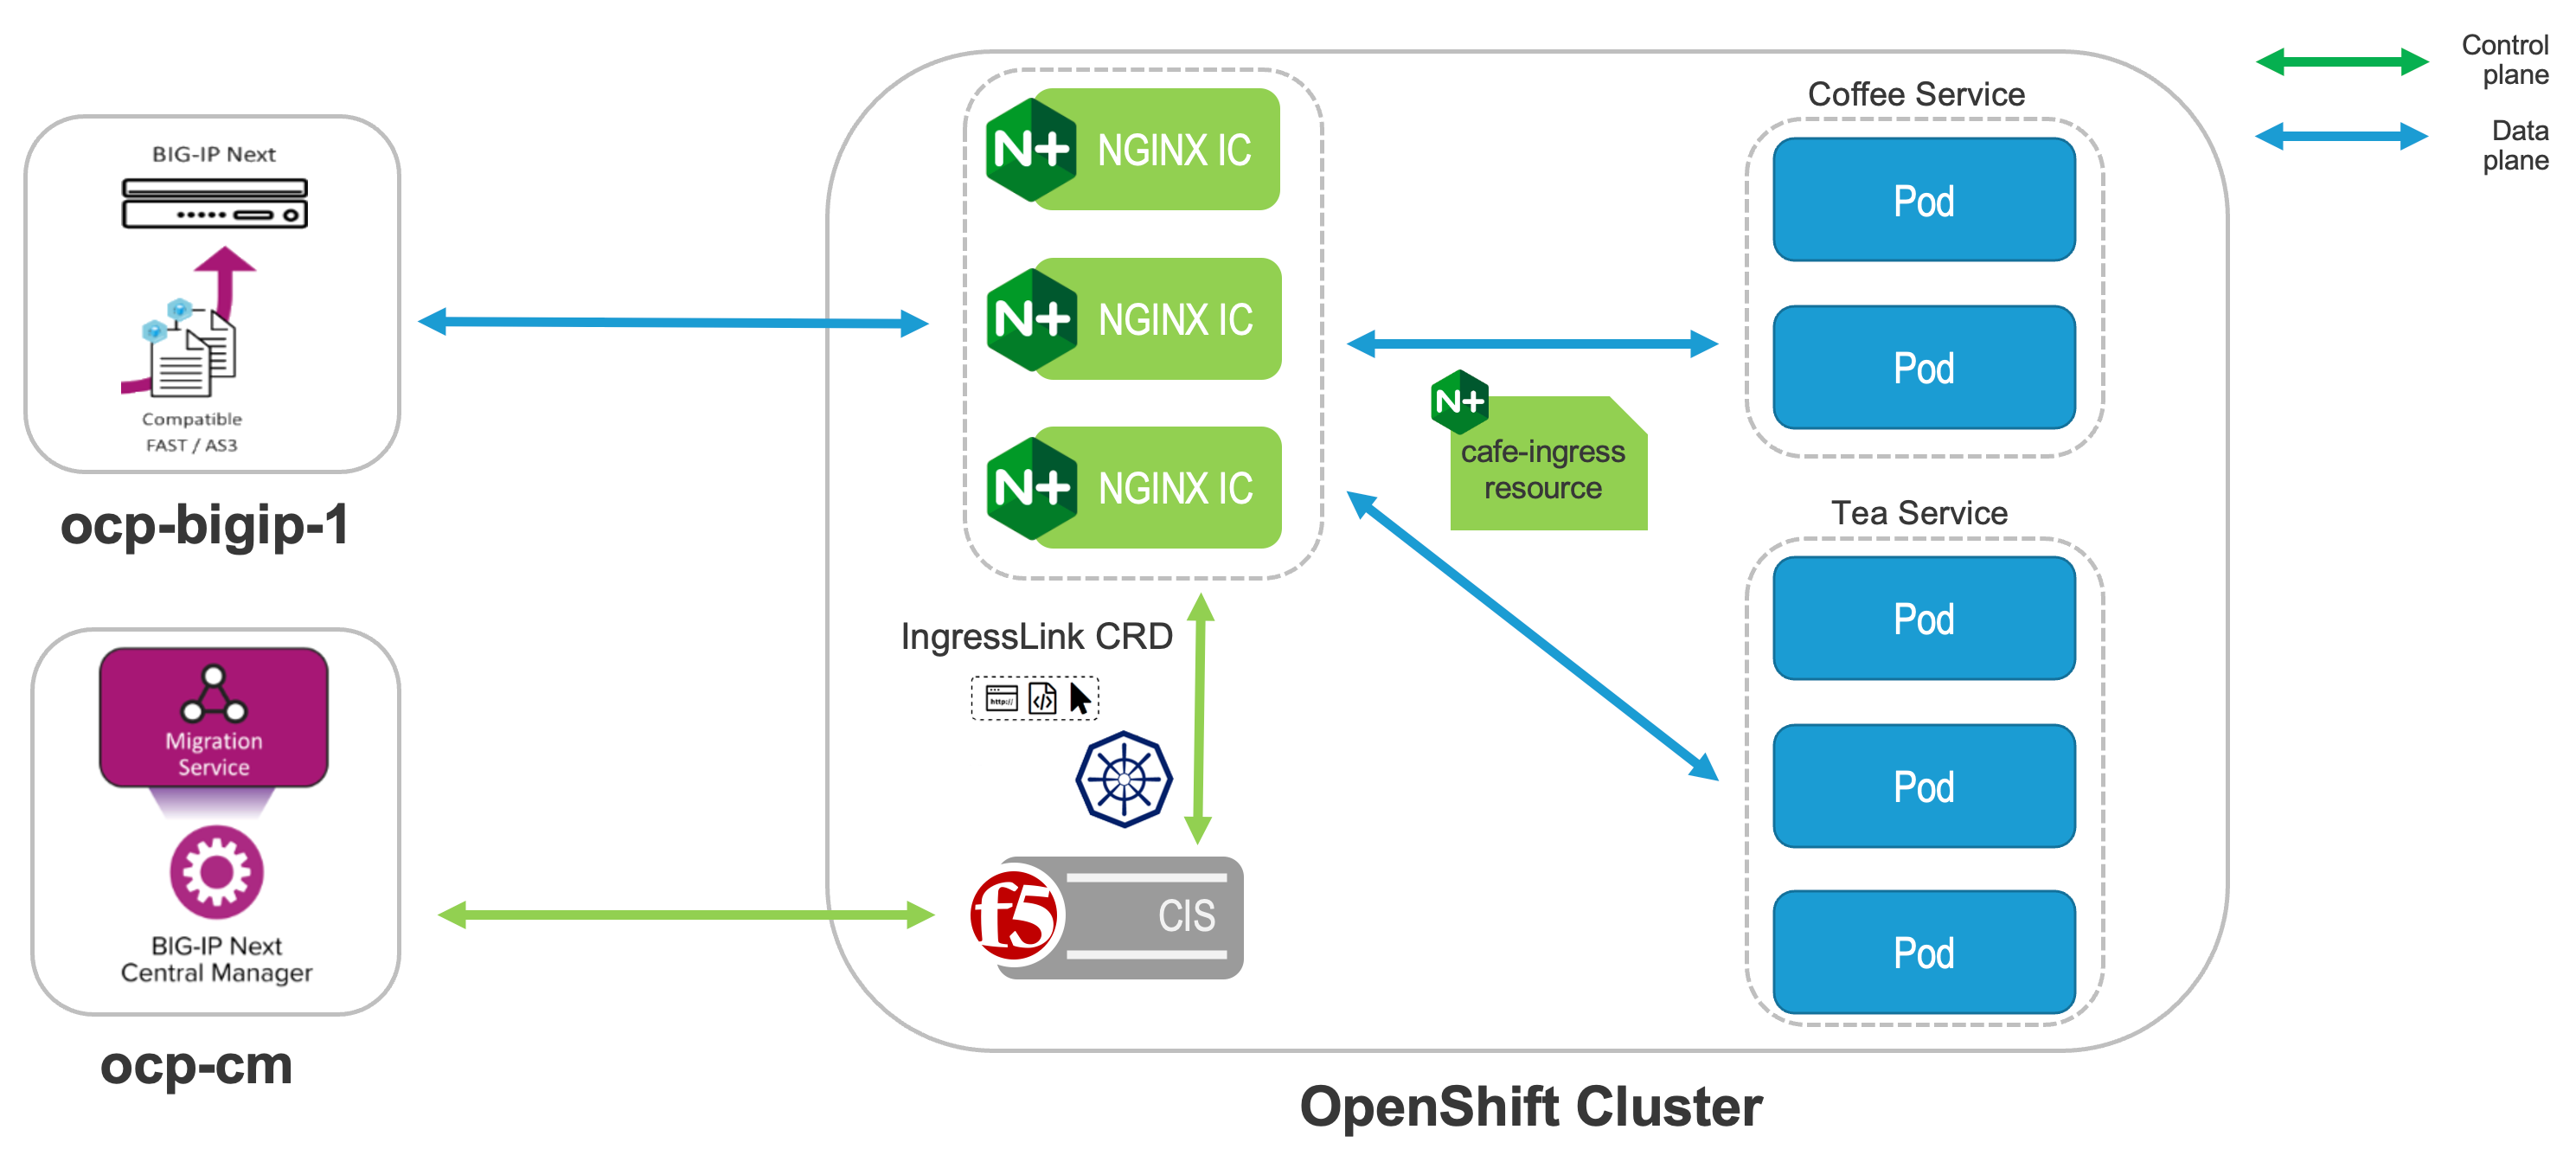 BIG-IP Next
Compatible
FAST / AS3
ocp-bigip-1
Migration
Service
BIG-IP Next
Central Manager
ocp-cm
N+ NGINX IC
N+ NGINX IC
N+ NGINX IC
IngressLink CRD
http://
</>
f5 CIS
N+
cafe-ingress
resource
Coffee Service
Pod
Pod
Tea Service
Pod
Pod
Pod
OpenShift Cluster
Control
plane
Data
plane